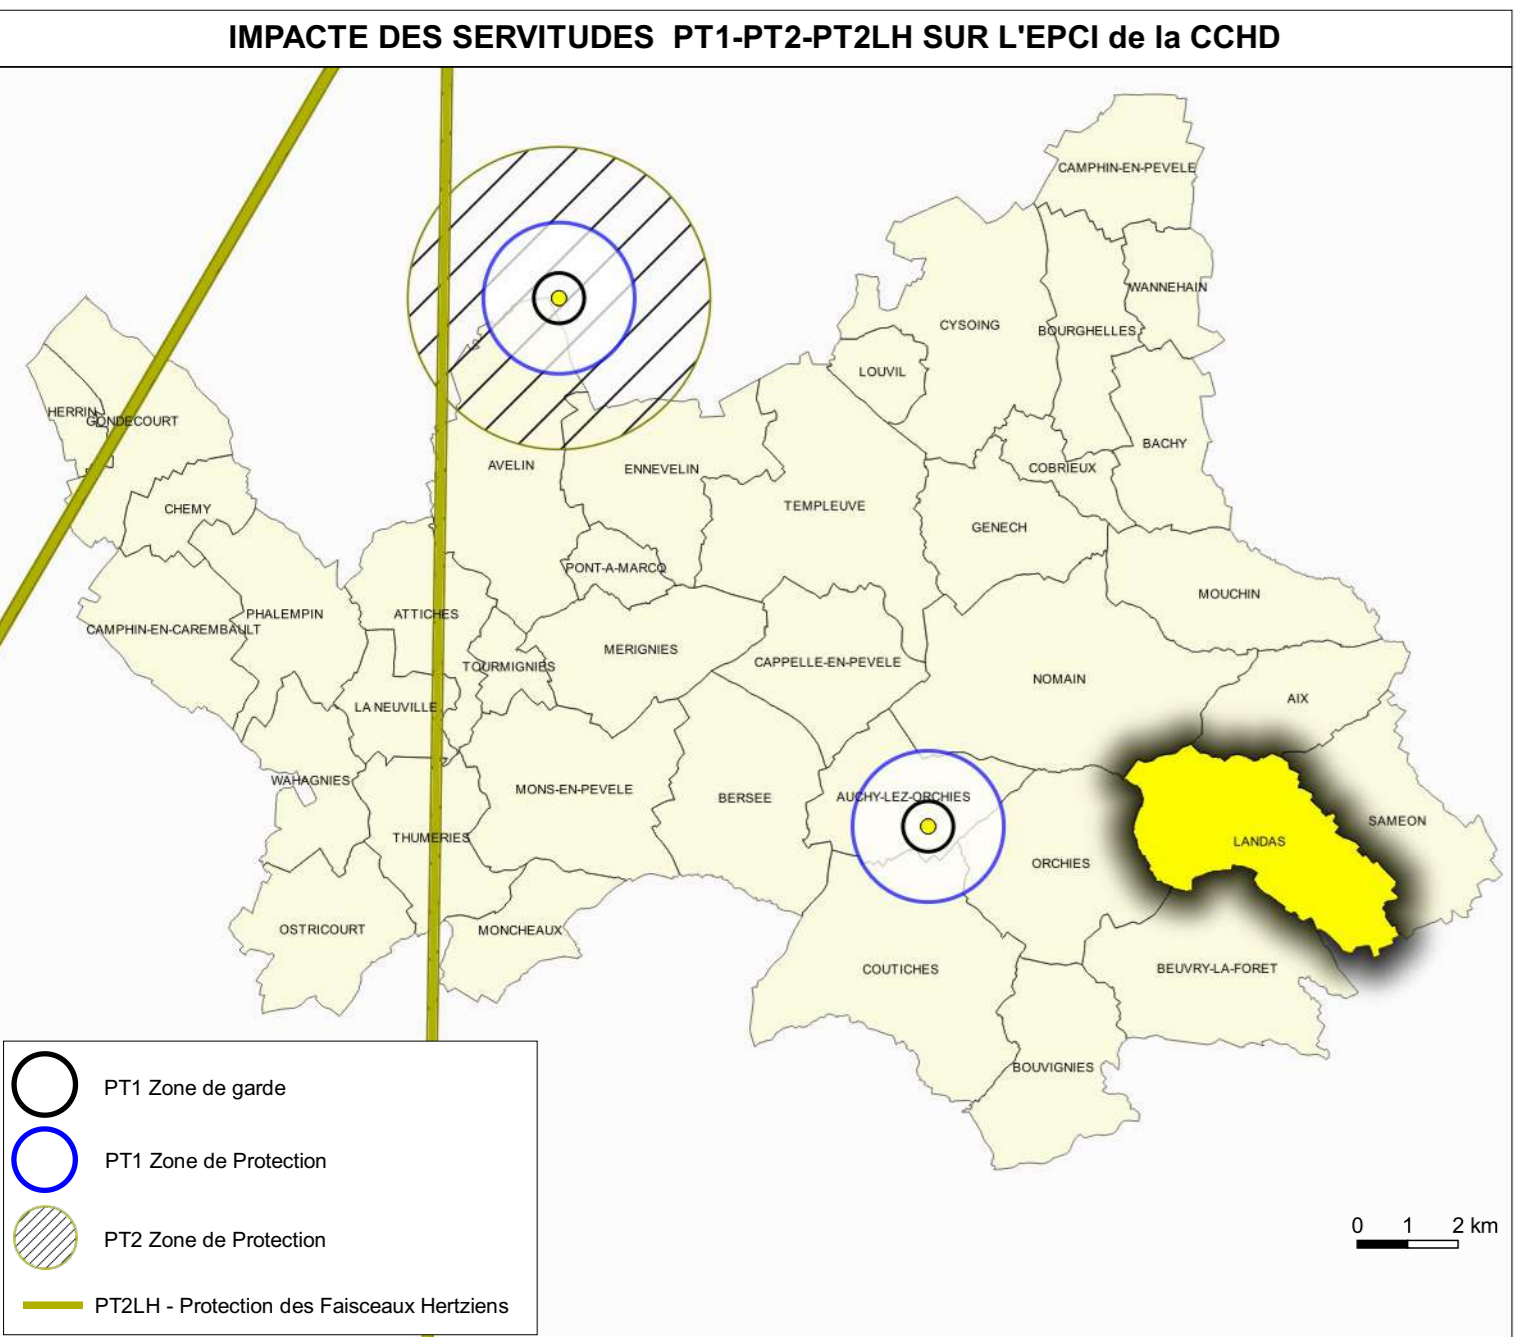 IMPACTE DES SERVITUDES PT1-PT2-PT2LH SUR L'EPCI de la CCHD
CAMPHIN-EN-PEVELE
WANNEHAIN
CYSOING
BOURGHELLES
LOUVIL
HERRIN
GONDECOURT
BACHY
AVELIN
ENNEVELIN
COBRIEUX
CHEMY
TEMPLEUVE
GENECH
PONT-A-MARCQ
MOUCHIN
PHALEMPIN
ATTICHES
CAMPHIN-EN-CAREMBAULT
MERIGNIES
TOURMIGNIES
CAPPELLE-EN-PEVELE
NOMAIN
AIX
LA NEUVILLE
WAHAGNIES
MONS-EN-PEVELE
BERSEE
AUCHY-LEZ-ORCHIES
SAMEON
THUMERIES
LANDAS
ORCHIES
OSTRICOURT
MONCHEAUX
COUTICHES
BEUVRY-LA-FORET
BOUVIGNIES
PT1 Zone de garde
PT1 Zone de Protection
PT2 Zone de Protection
PT2LH - Protection des Faisceaux Hertziens
0 1 2 km